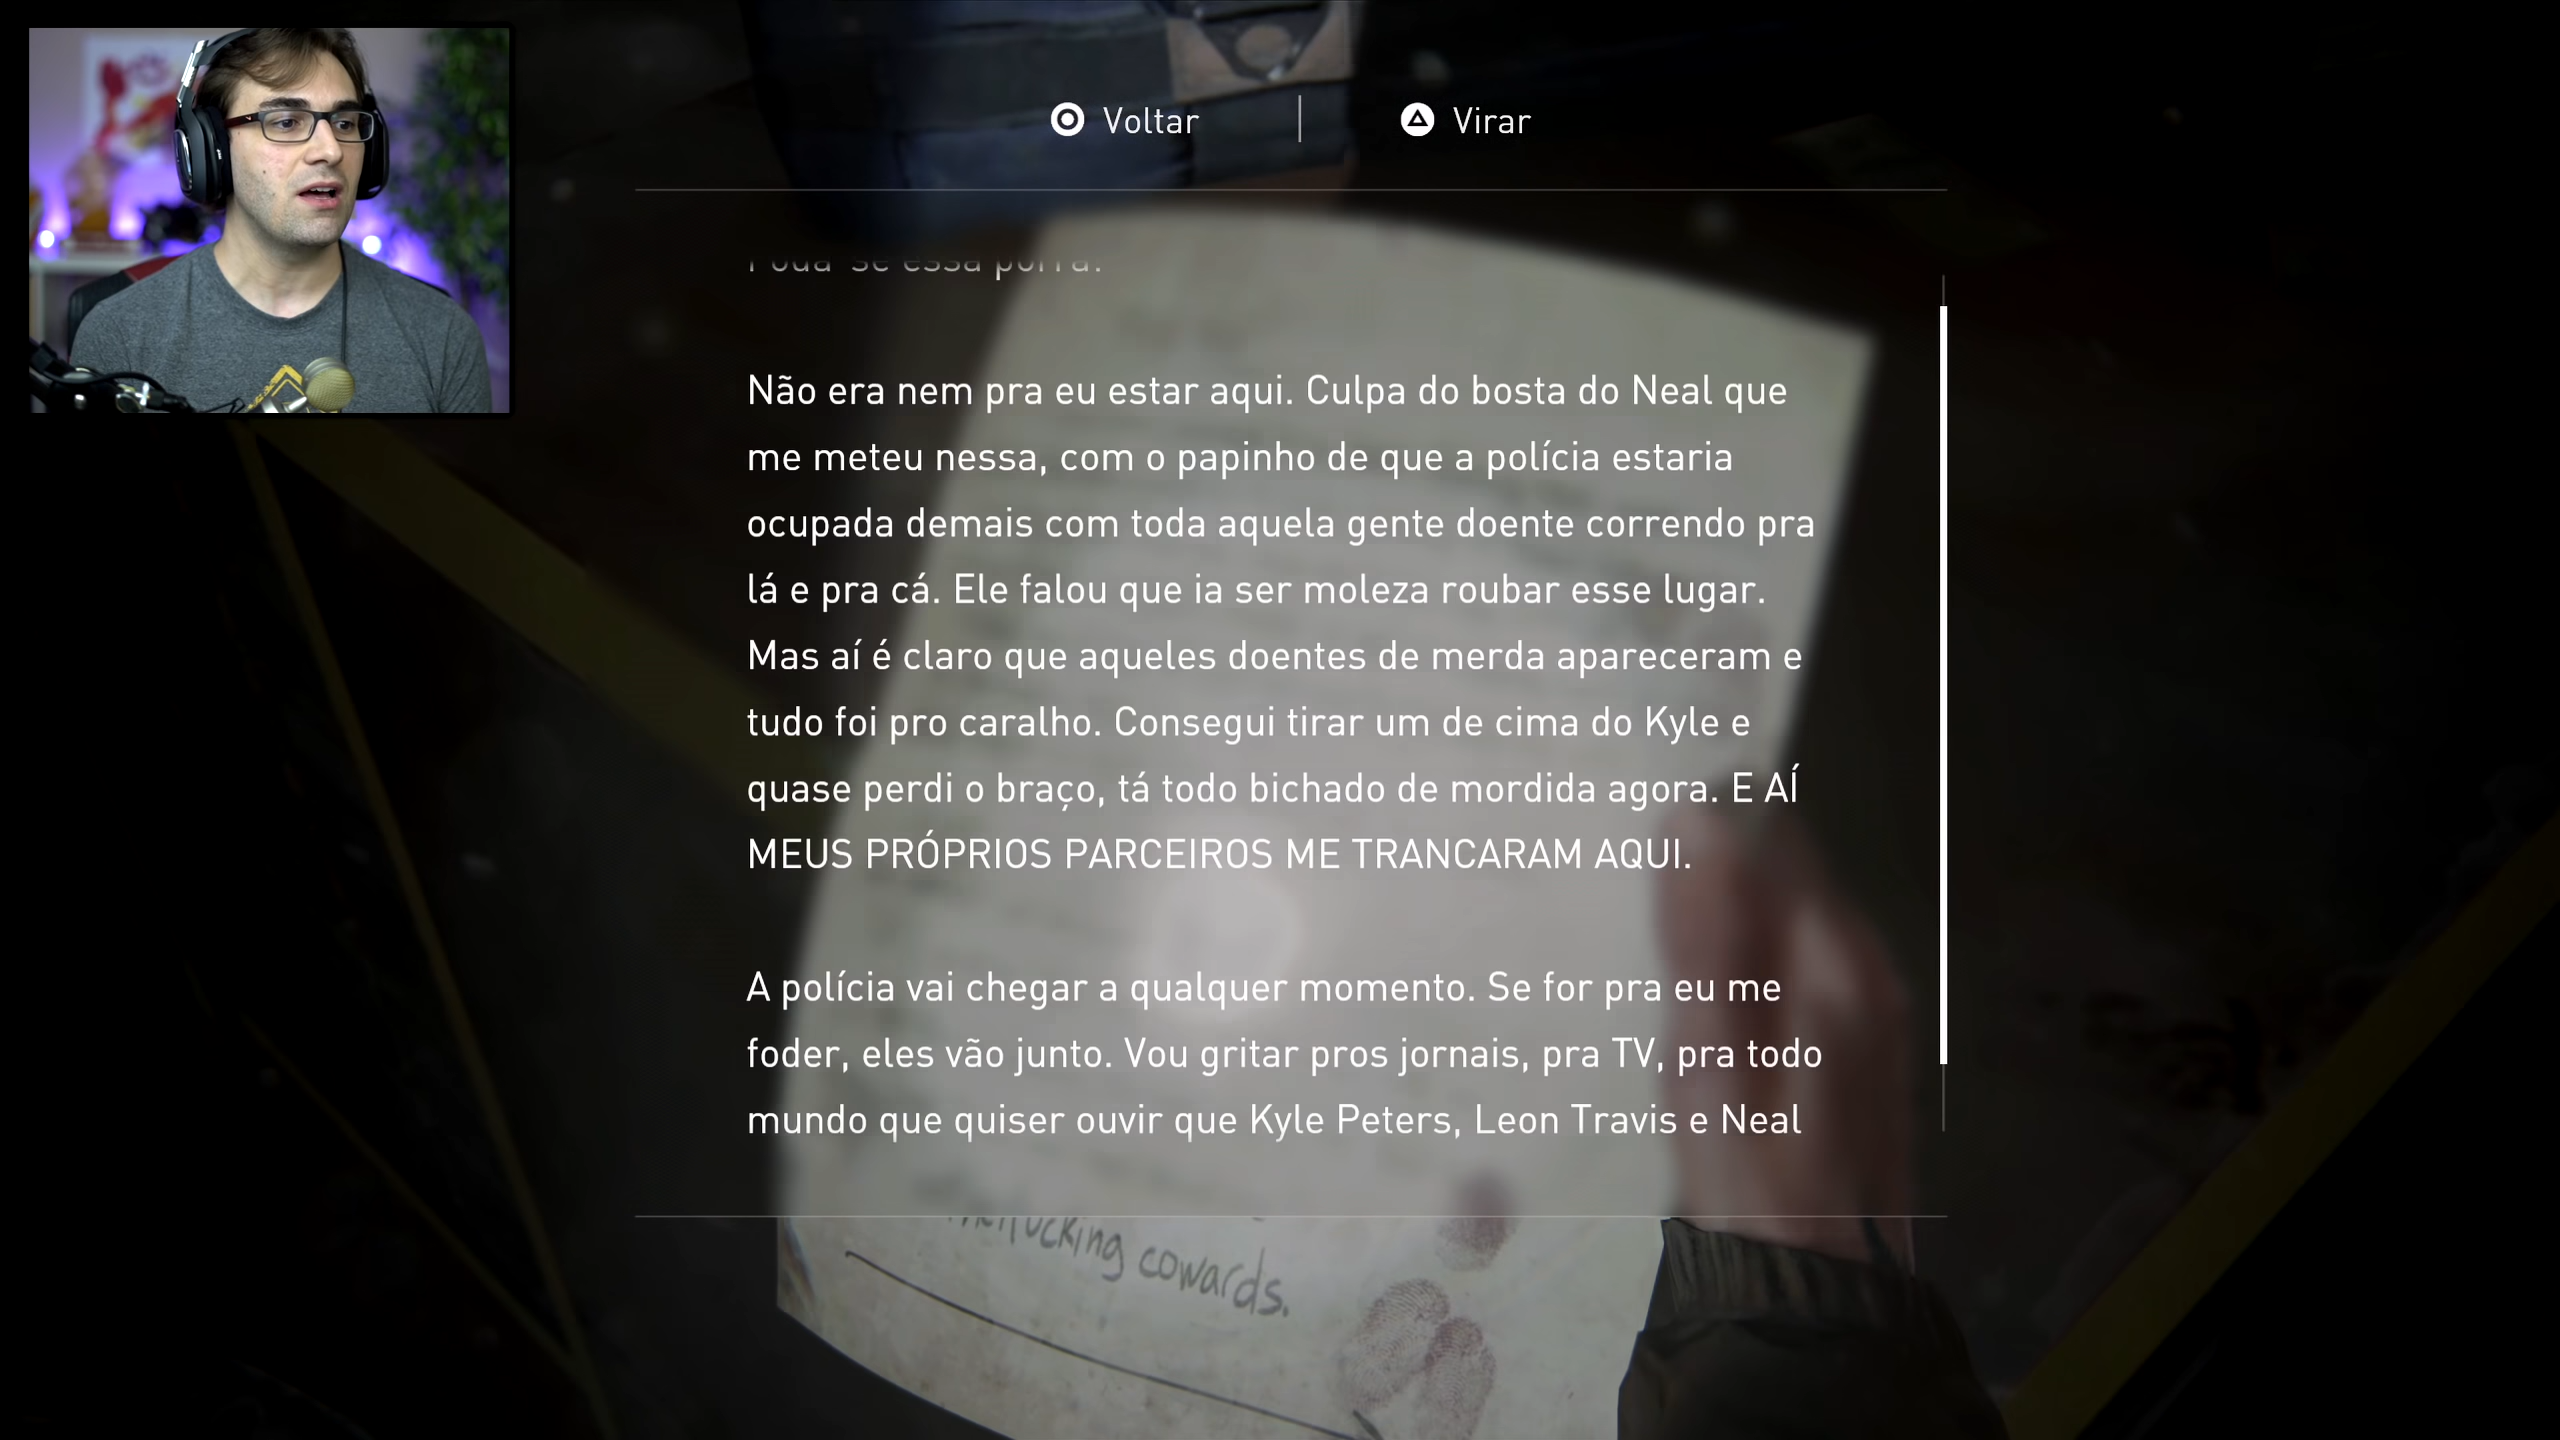 Voltar | Virar
Foda-se essa porra!
Não era nem pra eu estar aqui. Culpa do bosta do Neal que
me meteu nessa, com o papinho de que a polícia estaria
ocupada demais com toda aquela gente doente correndo pra
lá e pra cá. Ele falou que ia ser moleza roubar esse lugar.
Mas aí é claro que aqueles doentes de merda apareceram e
tudo foi pro caralho. Consegui tirar um de cima do Kyle e
quase perdi o braço, tá todo bichado de mordida agora. E AÍ
MEUS PRÓPRIOS PARCEIROS ME TRANCARAM AQUI.
A polícia vai chegar a qualquer momento. Se for pra eu me
foder, eles vão junto. Vou gritar pros jornais, pra TV, pra todo
mundo que quiser ouvir que Kyle Peters, Leon Travis e Neal
cowards.